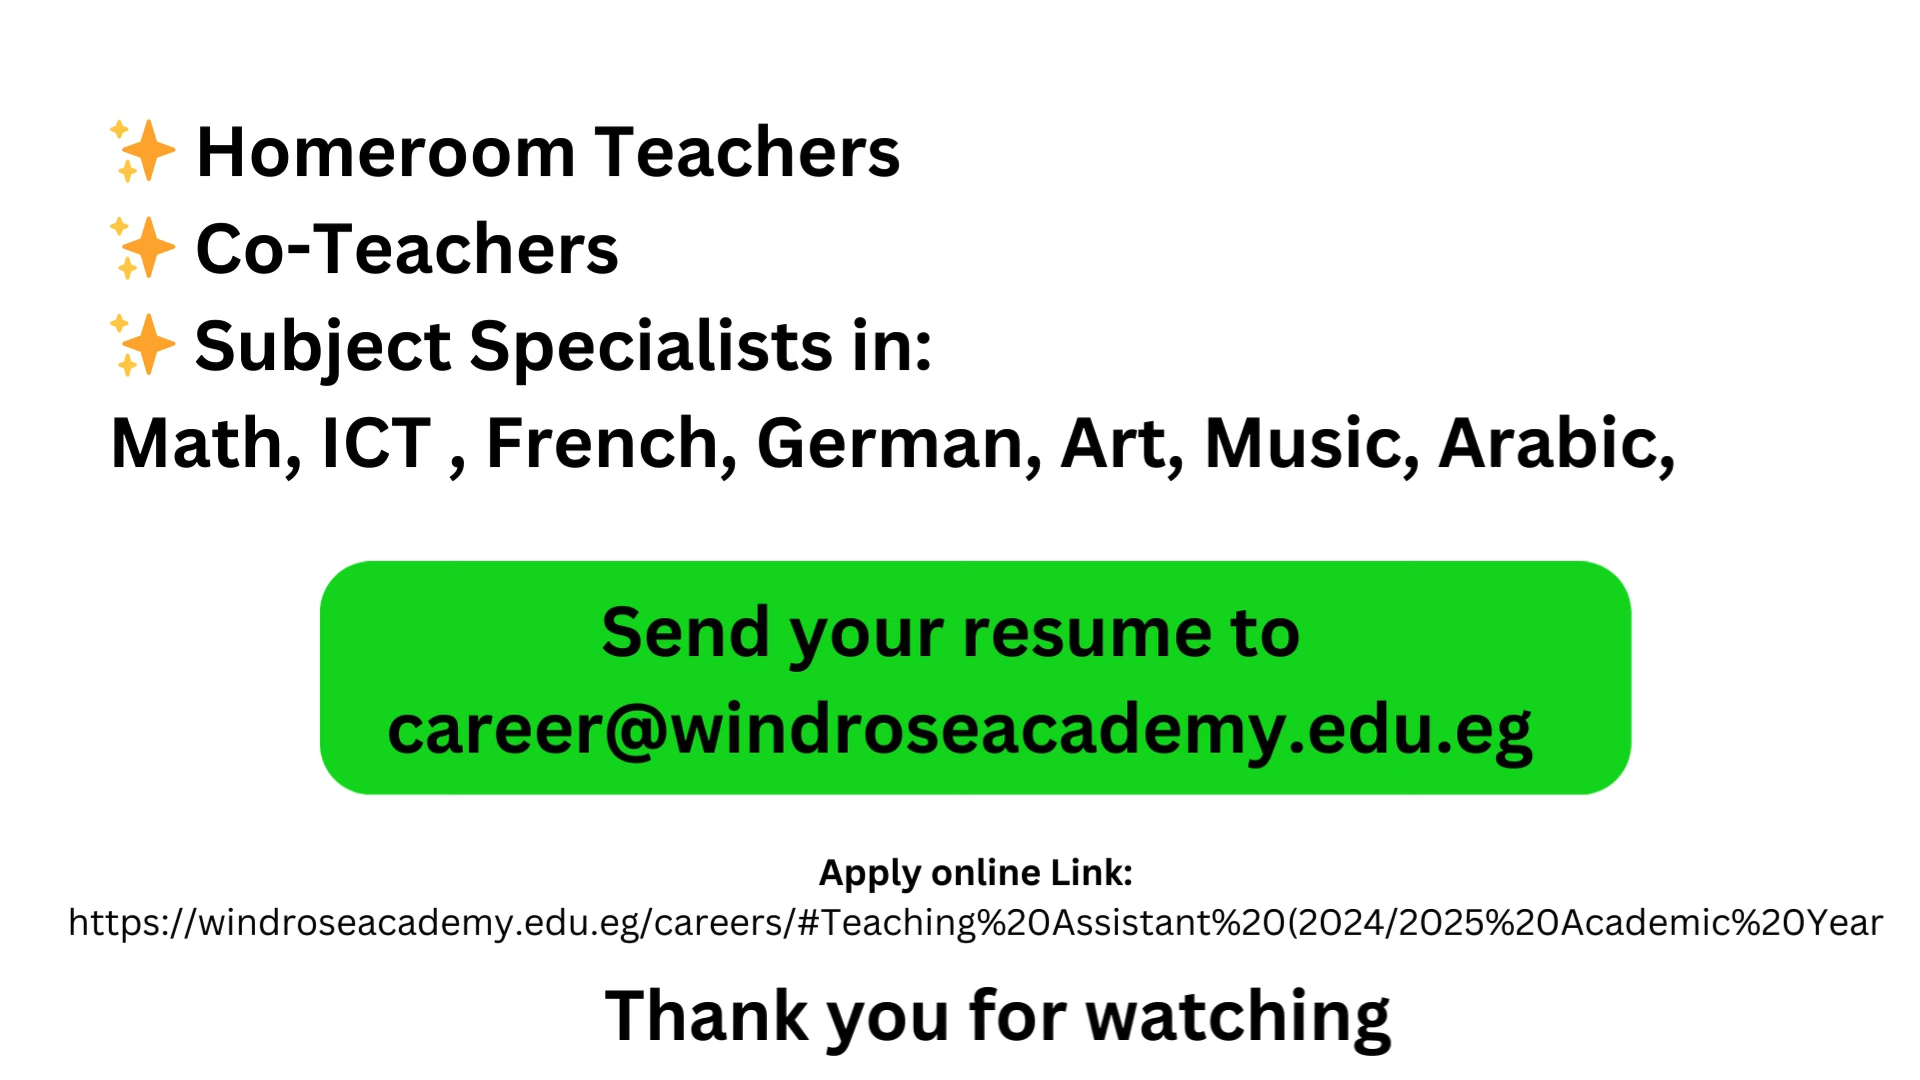 ✨ Homeroom Teachers
✨ Co-Teachers
✨ Subject Specialists in:
Math, ICT , French, German, Art, Music, Arabic,
Send your resume to
career@windroseacademy.edu.eg
Apply online Link:
https://windroseacademy.edu.eg/careers/#Teaching%20Assistant%20(2024/2025%20Academic%20Year
Thank you for watching